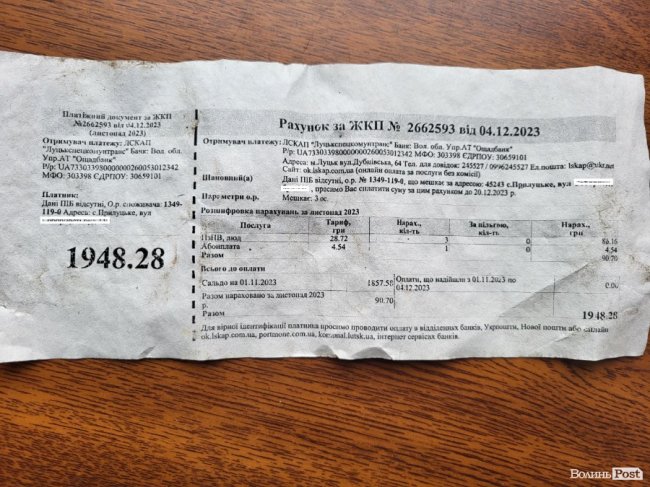 Платіжний документ за ЖКП
№2662593 від 04.12.2023
(листопад 2023)
Отримувач платежу: ЛСКАП
"Луцькспецкомунтранс" Банк: Вол. обл.
Упр.АТ "Ощадбанк"
Р/р: UA733033980000000260053012342
МФО: 303398 ЄДРПОУ: 30659101
Платник:
Дані ПІБ відсутні, О.р. споживача: 1349-
119-0 Адреса: с.Прилуцьке, вул
1948.28
Рахунок за ЖКП № 2662593 від 04.12.2023
Отримувач платежу: ЛСКАП "Луцькспецкомунтранс" Банк: Вол. обл. Упр.АТ "Ощадбанк"
Р/р: UA733033980000000260053012342 МФО: 303398 ЄДРПОУ: 30659101
Адреса: м.Луцьк вул.Дубнівська, 64 Тел. для довідок: 245527 / 0996245527 Ел.пошта: lskap@ukr.net
Сайт: ok.lskap.com.ua (онлайн оплата за послуги без комісії)
Шановний(а) Дані ПІБ відсутні, о.р. № 1349-119-0, що мешкає за адресою: 45243 с.Прилуцьке, вул
, просимо Вас сплатити суму за цим рахунком до 20.12.2023 р.
Параметри о.р. Мешкає: 3 ос.
Розшифровка нарахувань за листопад 2023
Послуга Тариф, грн Нарах., кіл-ть За пільгою, кіл-ть Нарах., грн
люд 28.72 3 0 86.16
Абонплата 4.54 1 0 4.54
Разом 90.70
Всього до оплати
Сальдо на 01.11.2023 1857.58 Оплати, що надійшли з 01.11.2023 по 04.12.2023 0.00
Разом нараховано за листопад 2023 р. 90.70
Разом 1948.28
Для вірної ідентифікації платника просимо проводити оплату в відділеннях банків, Укрпошти, Нової пошти або онлайн
ok.lskap.com.ua, portmone.com.ua, komunal.lutsk.ua, інтернет сервісах банків.
ВолиньPost